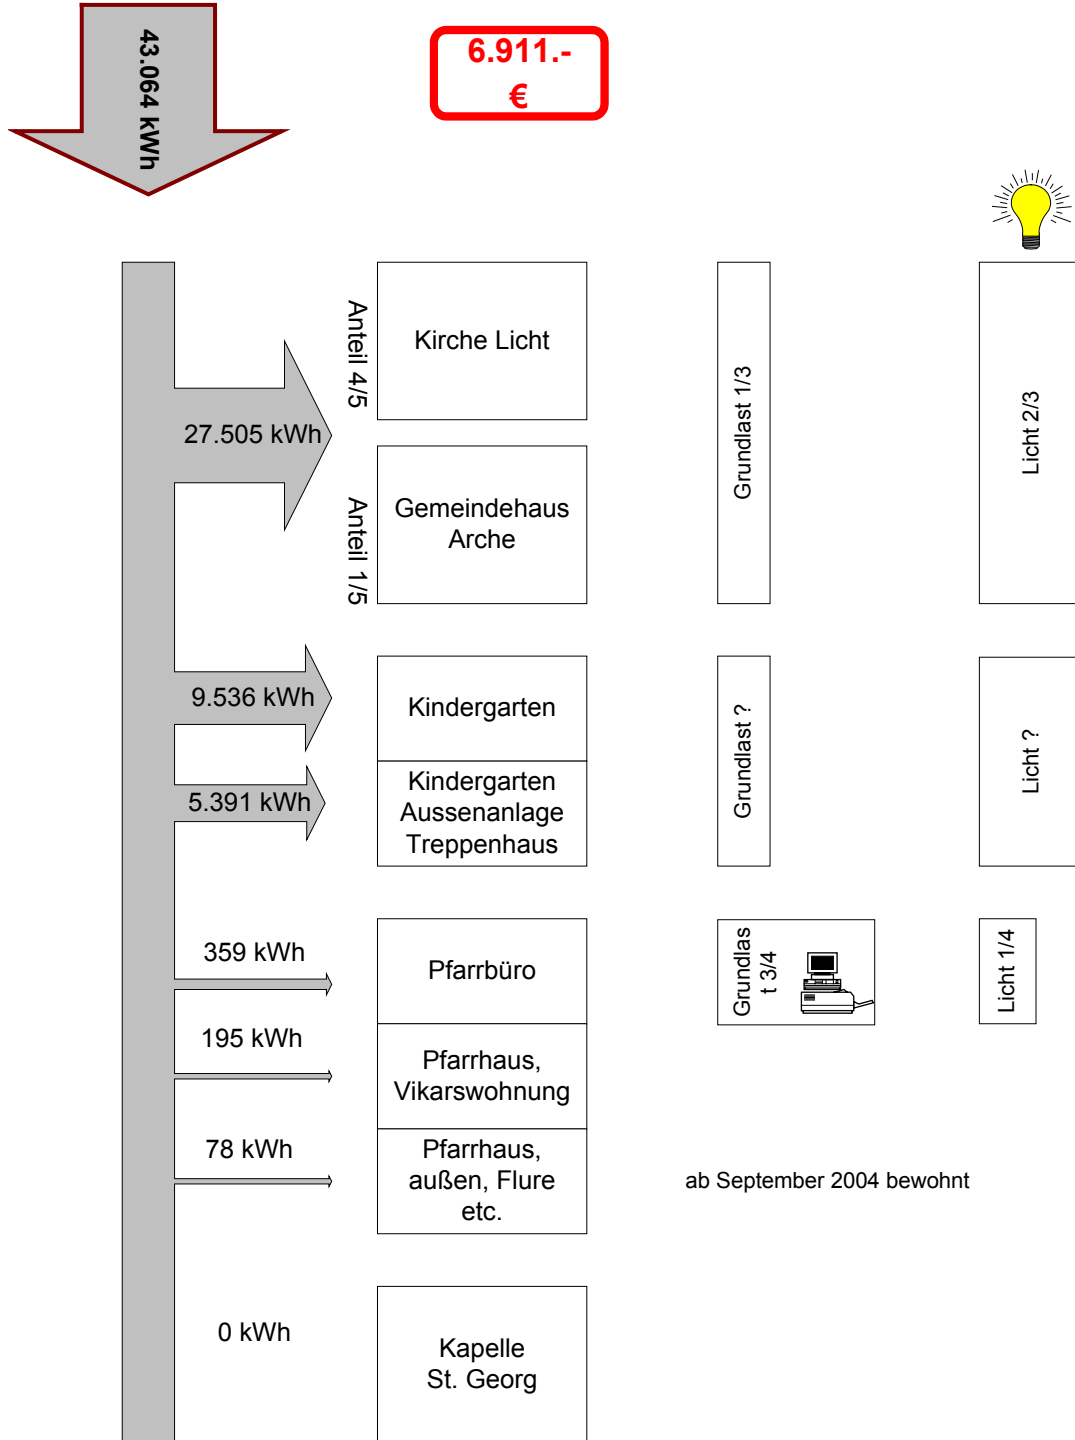 43.064 kWh
6.911.-
€
Anteil 4/5
Kirche Licht
Grundlast 1/3
Licht 2/3
27.505 kWh
Anteil 1/5
Gemeindehaus
Arche
9.536 kWh
Kindergarten
Grundlast ?
Licht ?
5.391 kWh
Kindergarten
Aussenanlage
Treppenhaus
359 kWh
Pfarrbüro
Grundlas
t 3/4
Licht 1/4
195 kWh
Pfarrhaus,
Vikarswohnung
78 kWh
Pfarrhaus,
außen, Flure
etc.
ab September 2004 bewohnt
0 kWh
Kapelle
St. Georg